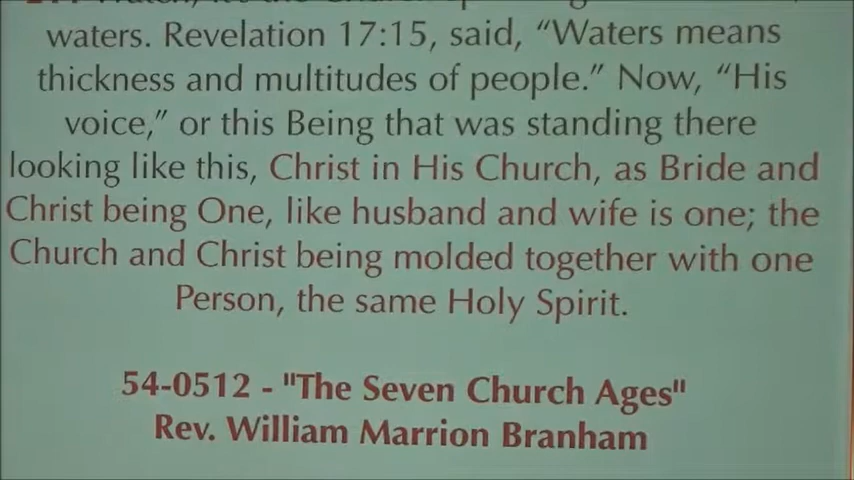 waters. Revelation 17:15, said, “Waters means
thickness and multitudes of people.” Now, “His
voice,” or this Being that was standing there
looking like this, Christ in His Church, as Bride and
Christ being One, like husband and wife is one; the
Church and Christ being molded together with one
Person, the same Holy Spirit.
54-0512 - "The Seven Church Ages"
Rev. William Marrion Branham